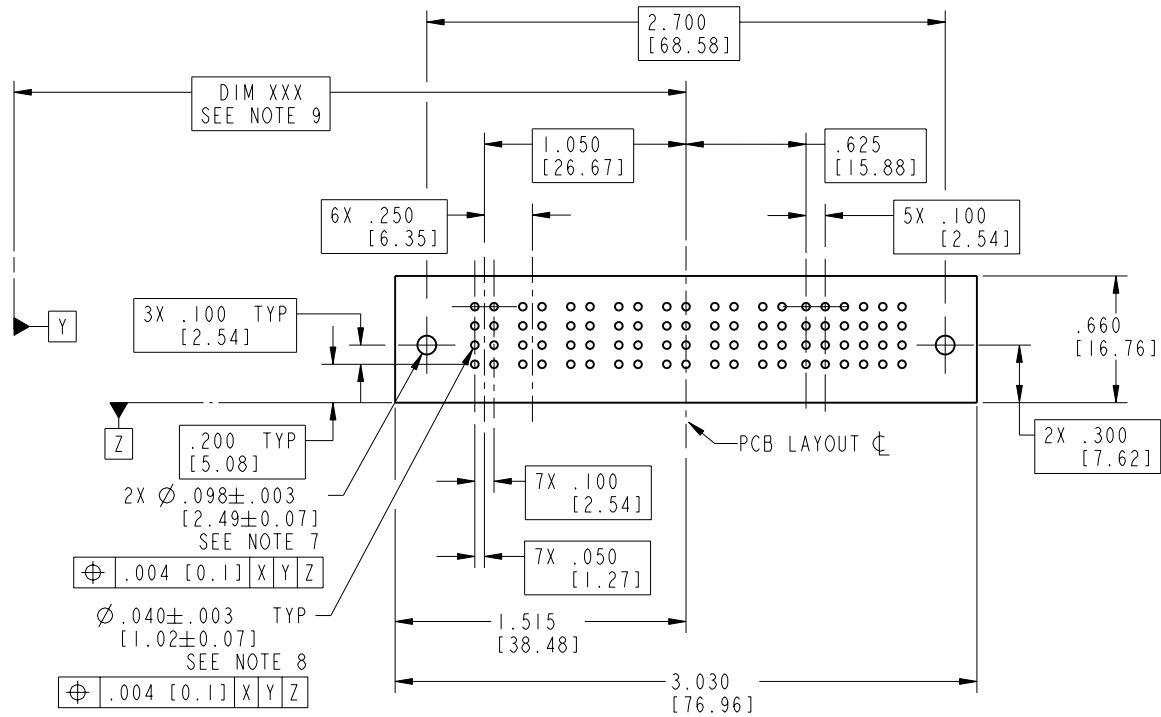 2.700
[68.58]
DIM XXX
SEE NOTE 9
1.050
[26.67]
.625
[15.88]
6X .250
[6.35]
5X .100
[2.54]
3X .100 TYP
[2.54]
Y
.660
[16.76]
Z
.200 TYP
[5.08]
PCB LAYOUT ℄
2X .300
[7.62]
2X Ø.098±.003
[2.49±0.07]
SEE NOTE 7
7X .100
[2.54]
⌖ .004 [0.1] X Y Z
7X .050
[1.27]
Ø.040±.003 TYP
[1.02±0.07]
SEE NOTE 8
1.515
[38.48]
⌖ .004 [0.1] X Y Z
3.030
[76.96]